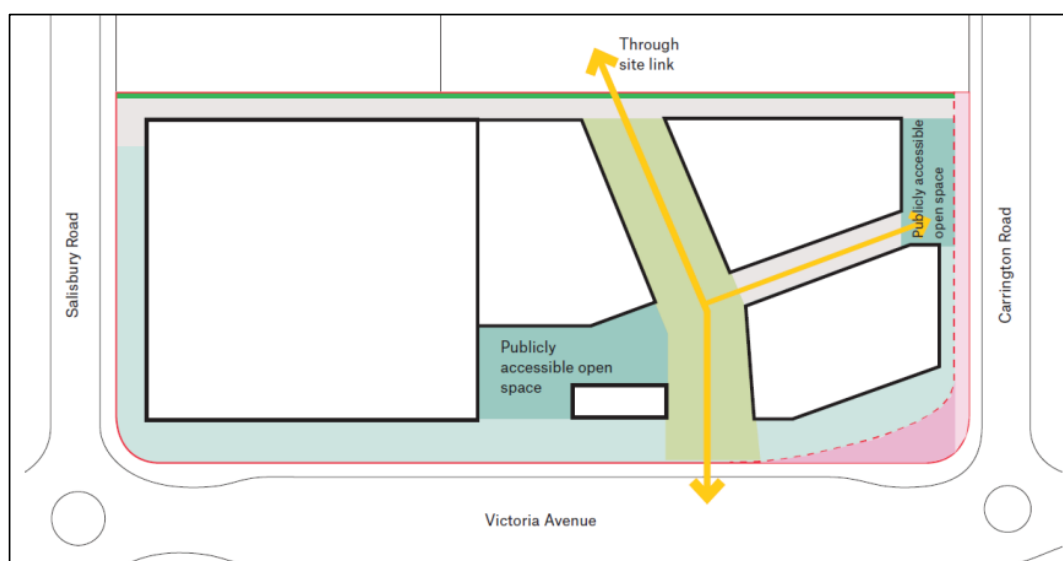 Through
site link
Publicly accessible
open space
Salisbury Road
Carrington Road
Publicly
accessible open
space
Victoria Avenue